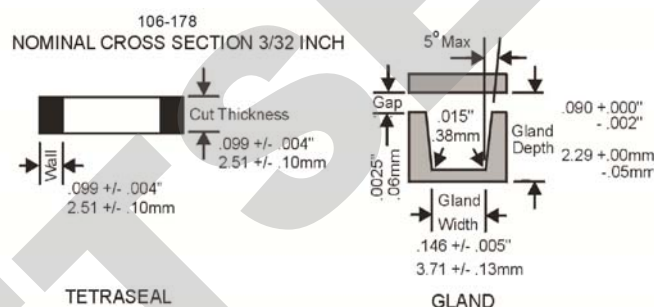 106-178
NOMINAL CROSS SECTION 3/32 INCH
Cut Thickness
.099 +/- .004"
2.51 +/- .10mm
Wall
.099 +/- .004"
2.51 +/- .10mm
TETRASEAL
5° Max
Gap
.015"
.38mm
Gland
Depth
.090 +.000"
-.002"
2.29 +.00mm
-.05mm
.0025"
.06mm
Gland
Width
.146 +/- .005"
3.71 +/- .13mm
GLAND